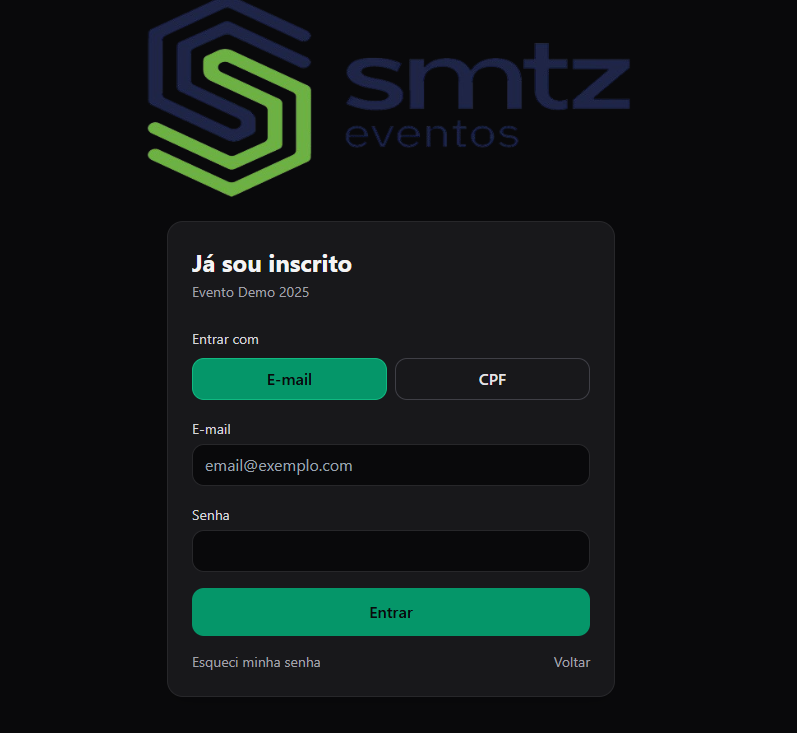 smtz
eventos
Já sou inscrito
Evento Demo 2025
Entrar com
E-mail
CPF
E-mail
email@exemplo.com
Senha
Entrar
Esqueci minha senha
Voltar